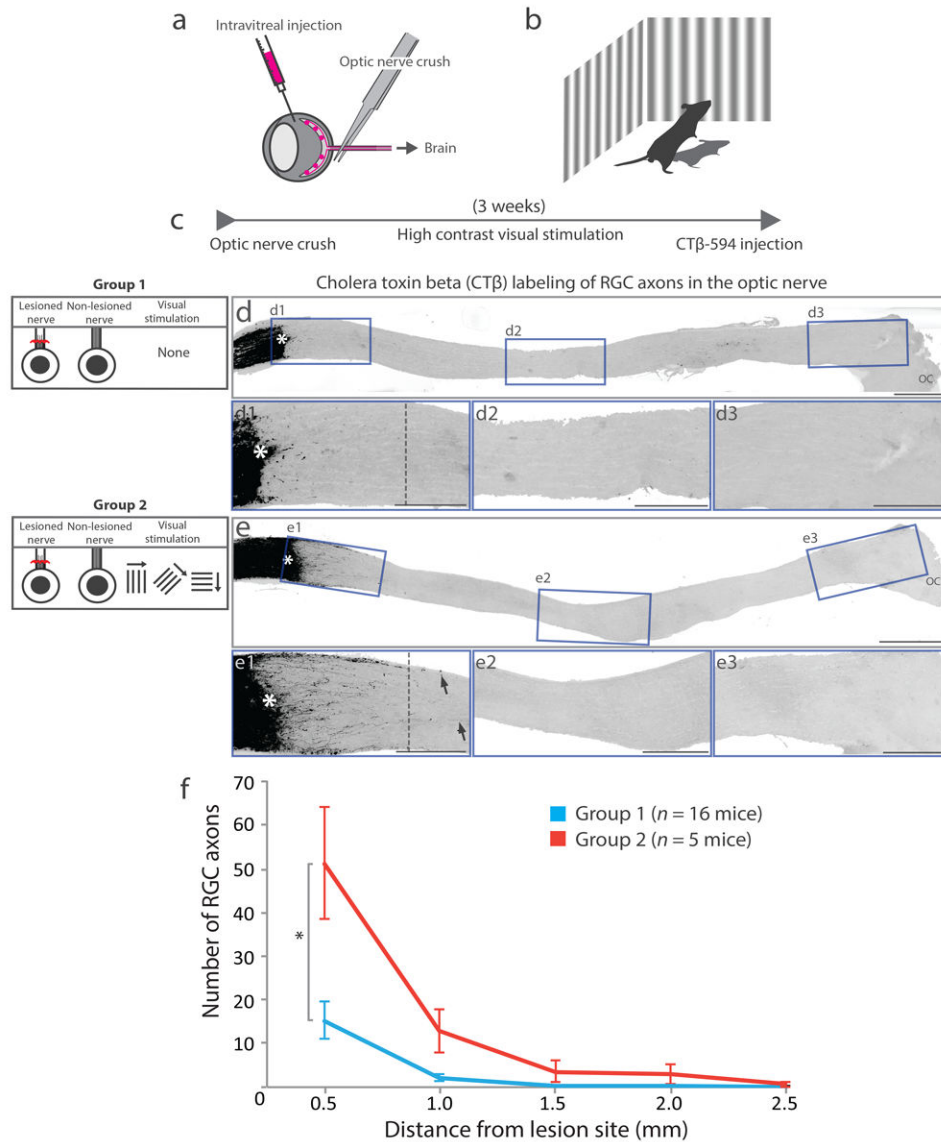 a
Intravitreal injection
Optic nerve crush
Brain
b
c
(3 weeks)
Optic nerve crush
High contrast visual stimulation
CTβ-594 injection
Group 1
Lesioned nerve
Non-lesioned nerve
Visual stimulation
None
Cholera toxin beta (CTβ) labeling of RGC axons in the optic nerve
d
d1
*
d2
d3
OC
d1
*
d2
d3
Group 2
Lesioned nerve
Non-lesioned nerve
Visual stimulation
e
e1
*
e2
e3
OC
e1
*
e2
e3
f
Number of RGC axons
70
60
50
40
30
20
10
0
*
Group 1 (n = 16 mice)
Group 2 (n = 5 mice)
0.5
1.0
1.5
2.0
2.5
Distance from lesion site (mm)